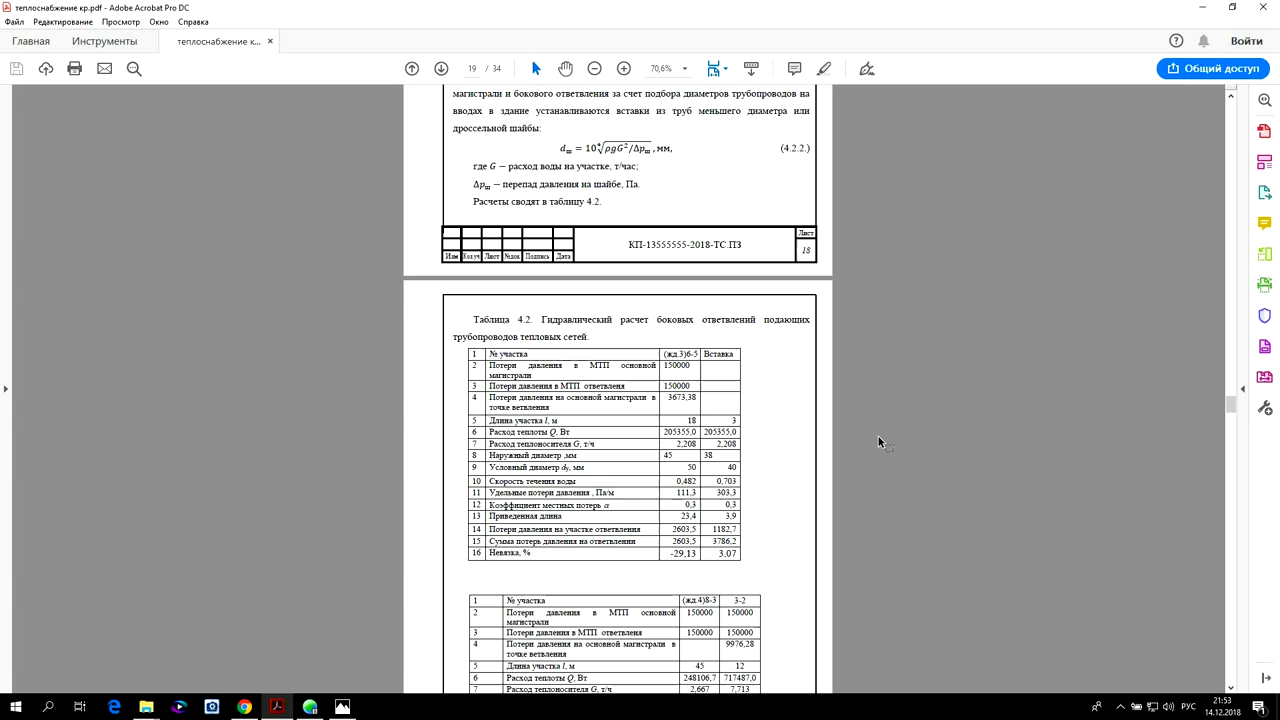 теплоснабжение кр.pdf - Adobe Acrobat Pro DC
Файл Редактирование Просмотр Окно Справка
Главная Инструменты теплоснабжение к... × Войти
19 / 34 70,6% Общий доступ
магистрали и бокового ответвления за счет подбора диаметров трубопроводов на
вводах в здание устанавливаются вставки из труб меньшего диаметра или
дроссельной шайбы:
dш = 10 ∜ρgG²/Δpш , мм, (4.2.2.)
где G – расход воды на участке, т/час;
Δpш – перепад давления на шайбе, Па.
Расчеты сводят в таблицу 4.2.
КП-13555555-2018-ТС.ПЗ
Лист
18
Изм Кол.уч Лист №док Подпись Дата
Таблица 4.2. Гидравлический расчет боковых ответвлений подающих
трубопроводов тепловых сетей.
1 № участка (жд.3)6-5 Вставка
2 Потери давления в МТП основной 150000
магистрали
3 Потери давления в МТП ответвленя 150000
4 Потери давления на основной магистрали в 3673,38
точке ветвления
5 Длина участка l, м 18 3
6 Расход теплоты Q, Вт 205355,0 205355,0
7 Расход теплоносителя G, т/ч 2,208 2,208
8 Наружный диаметр ,мм 45 38
9 Условный диаметр dу, мм 50 40
10 Скорость течения воды 0,482 0,703
11 Удельные потери давления , Па/м 111,3 303,3
12 Коэффициент местных потерь α 0,3 0,3
13 Приведенная длина 23,4 3,9
14 Потери давления на участке ответвления 2603,5 1182,7
15 Сумма потерь давления на ответвлении 2603,5 3786,2
16 Невязка, % -29,13 3,07
1 № участка (жд.4)8-3 3-2
2 Потери давления в МТП основной 150000 150000
магистрали
3 Потери давления в МТП ответвленя 150000 150000
4 Потери давления на основной магистрали в 9976,28
точке ветвления
5 Длина участка l, м 45 12
6 Расход теплоты Q, Вт 248106,7 717487,0
7 Расход теплоносителя G, т/ч 2,667 7,713
РУС
21:53
14.12.2018
1